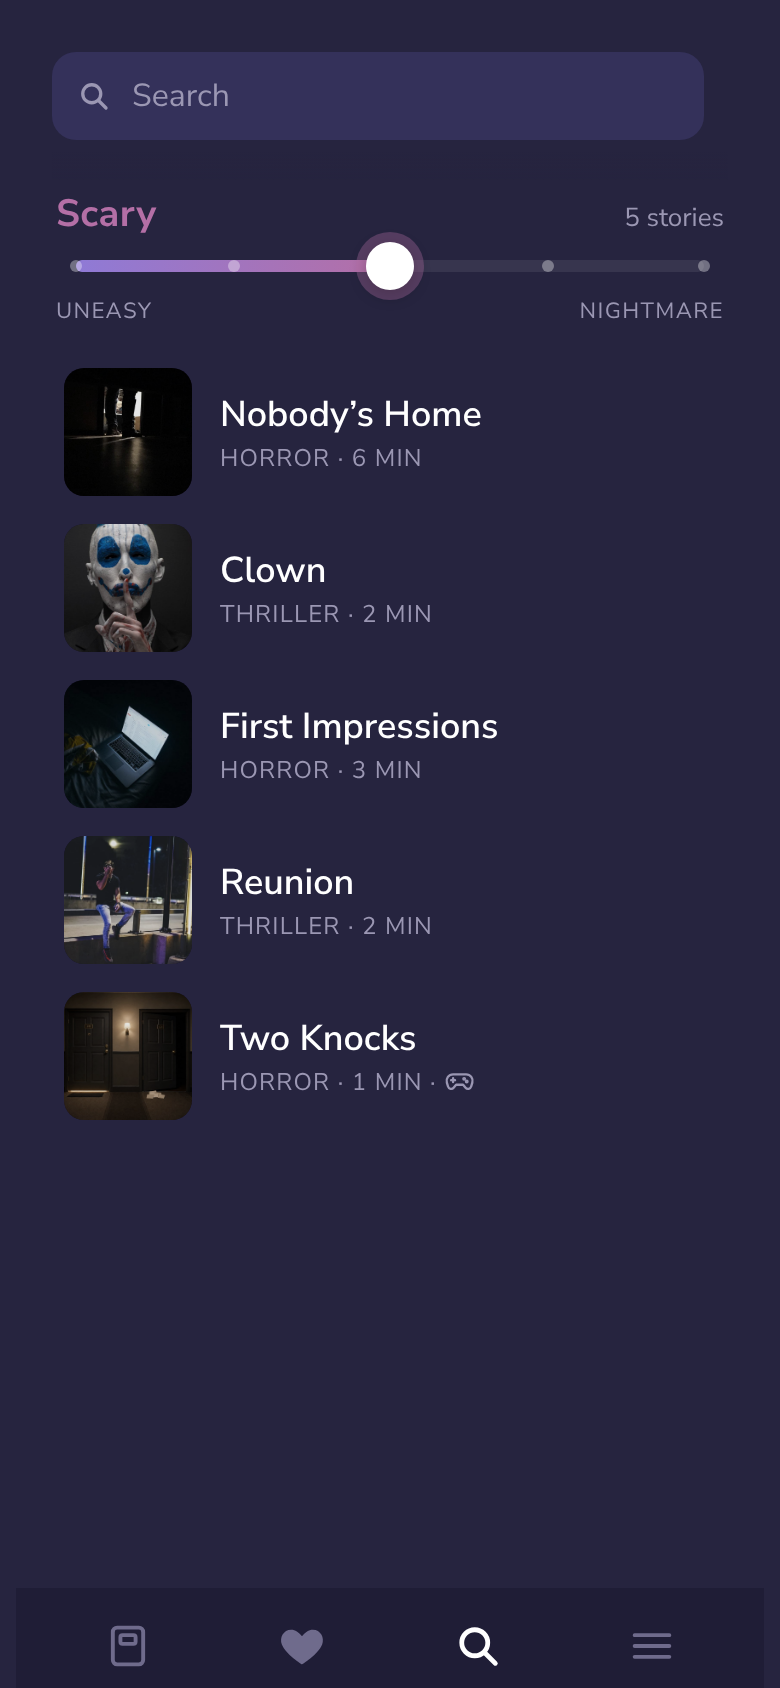 Search
Scary
5 stories
UNEASY
NIGHTMARE
Nobody’s Home
HORROR · 6 MIN
Clown
THRILLER · 2 MIN
First Impressions
HORROR · 3 MIN
Reunion
THRILLER · 2 MIN
Two Knocks
HORROR · 1 MIN ·